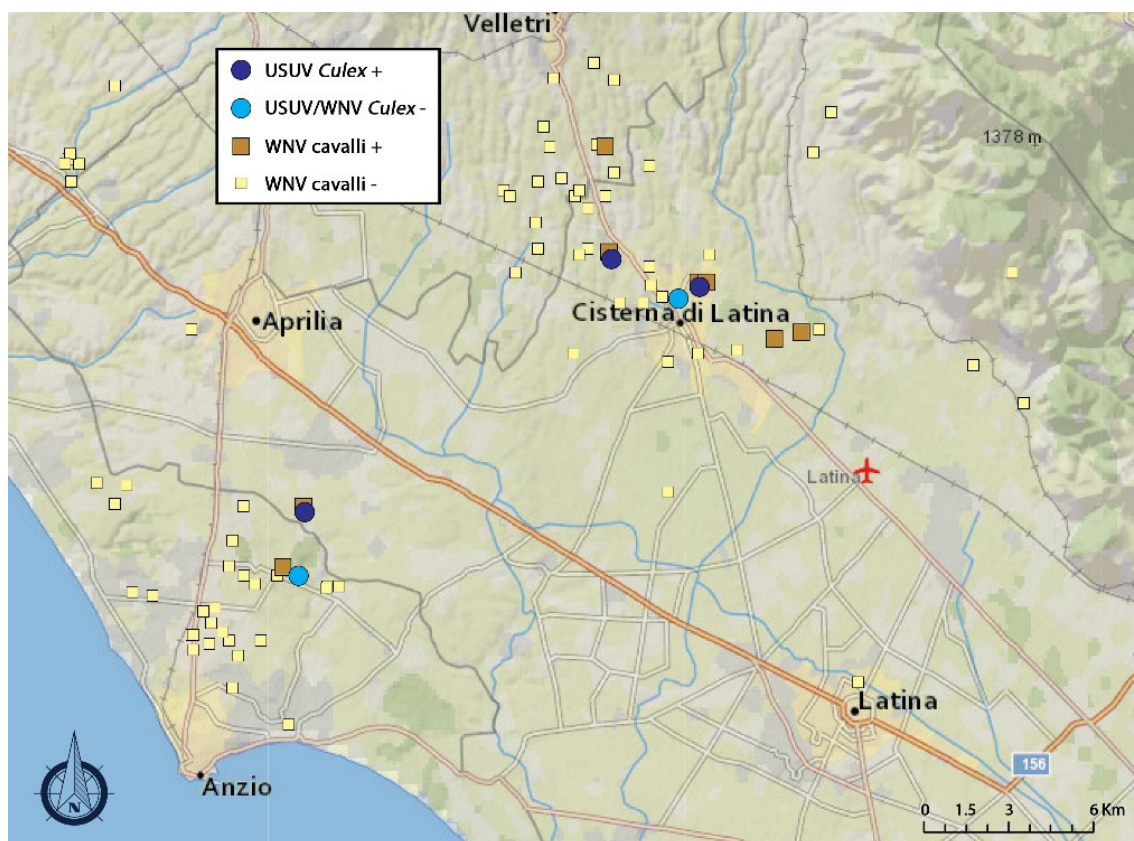 Velletri
USUV Culex +
USUV/WNV Culex -
WNV cavalli +
WNV cavalli -
1378 m
Aprilia
Cisterna di Latina
Latina
Latina
156
Anzio
N
0 1.5 3 6 Km